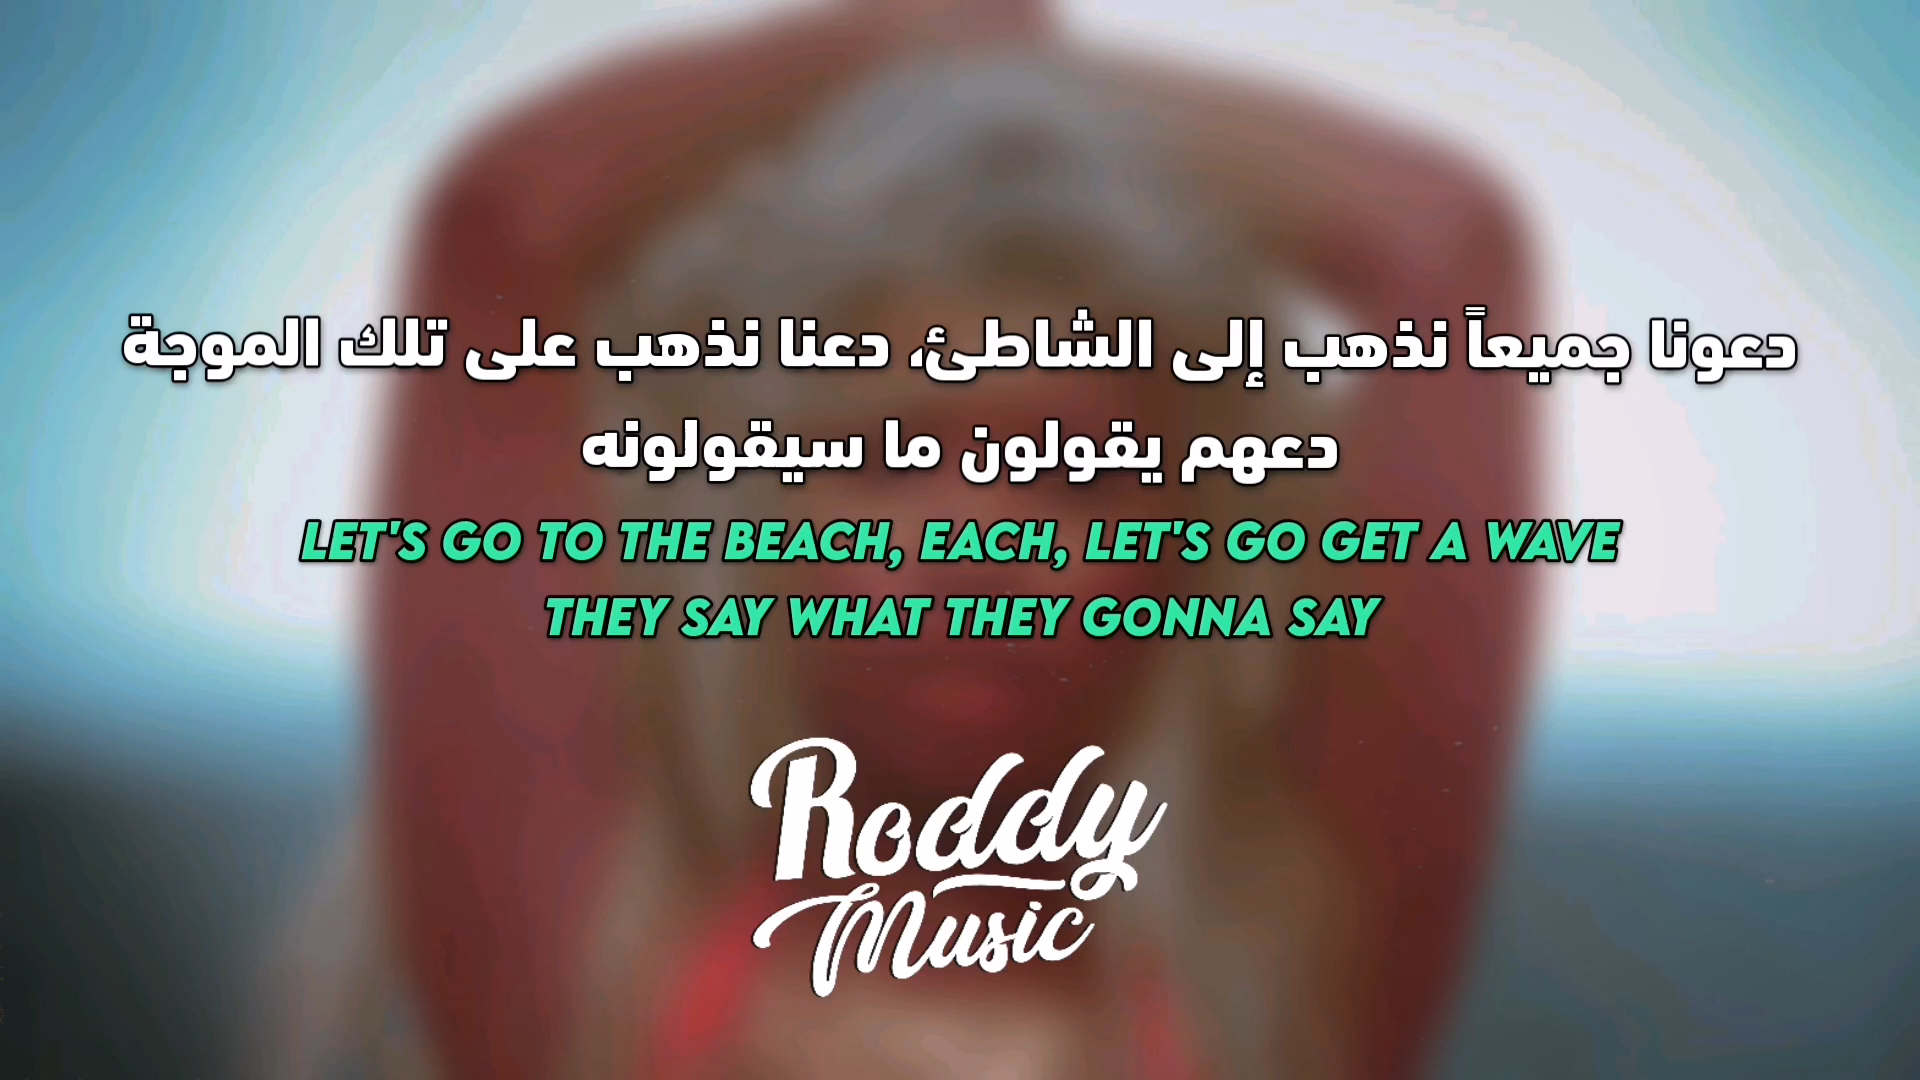 دعونا جميعاً نذهب إلى الشاطئ، دعنا نذهب على تلك الموجة
دعهم يقولون ما سيقولونه
LET'S GO TO THE BEACH, EACH, LET'S GO GET A WAVE
THEY SAY WHAT THEY GONNA SAY
Roddy
Music